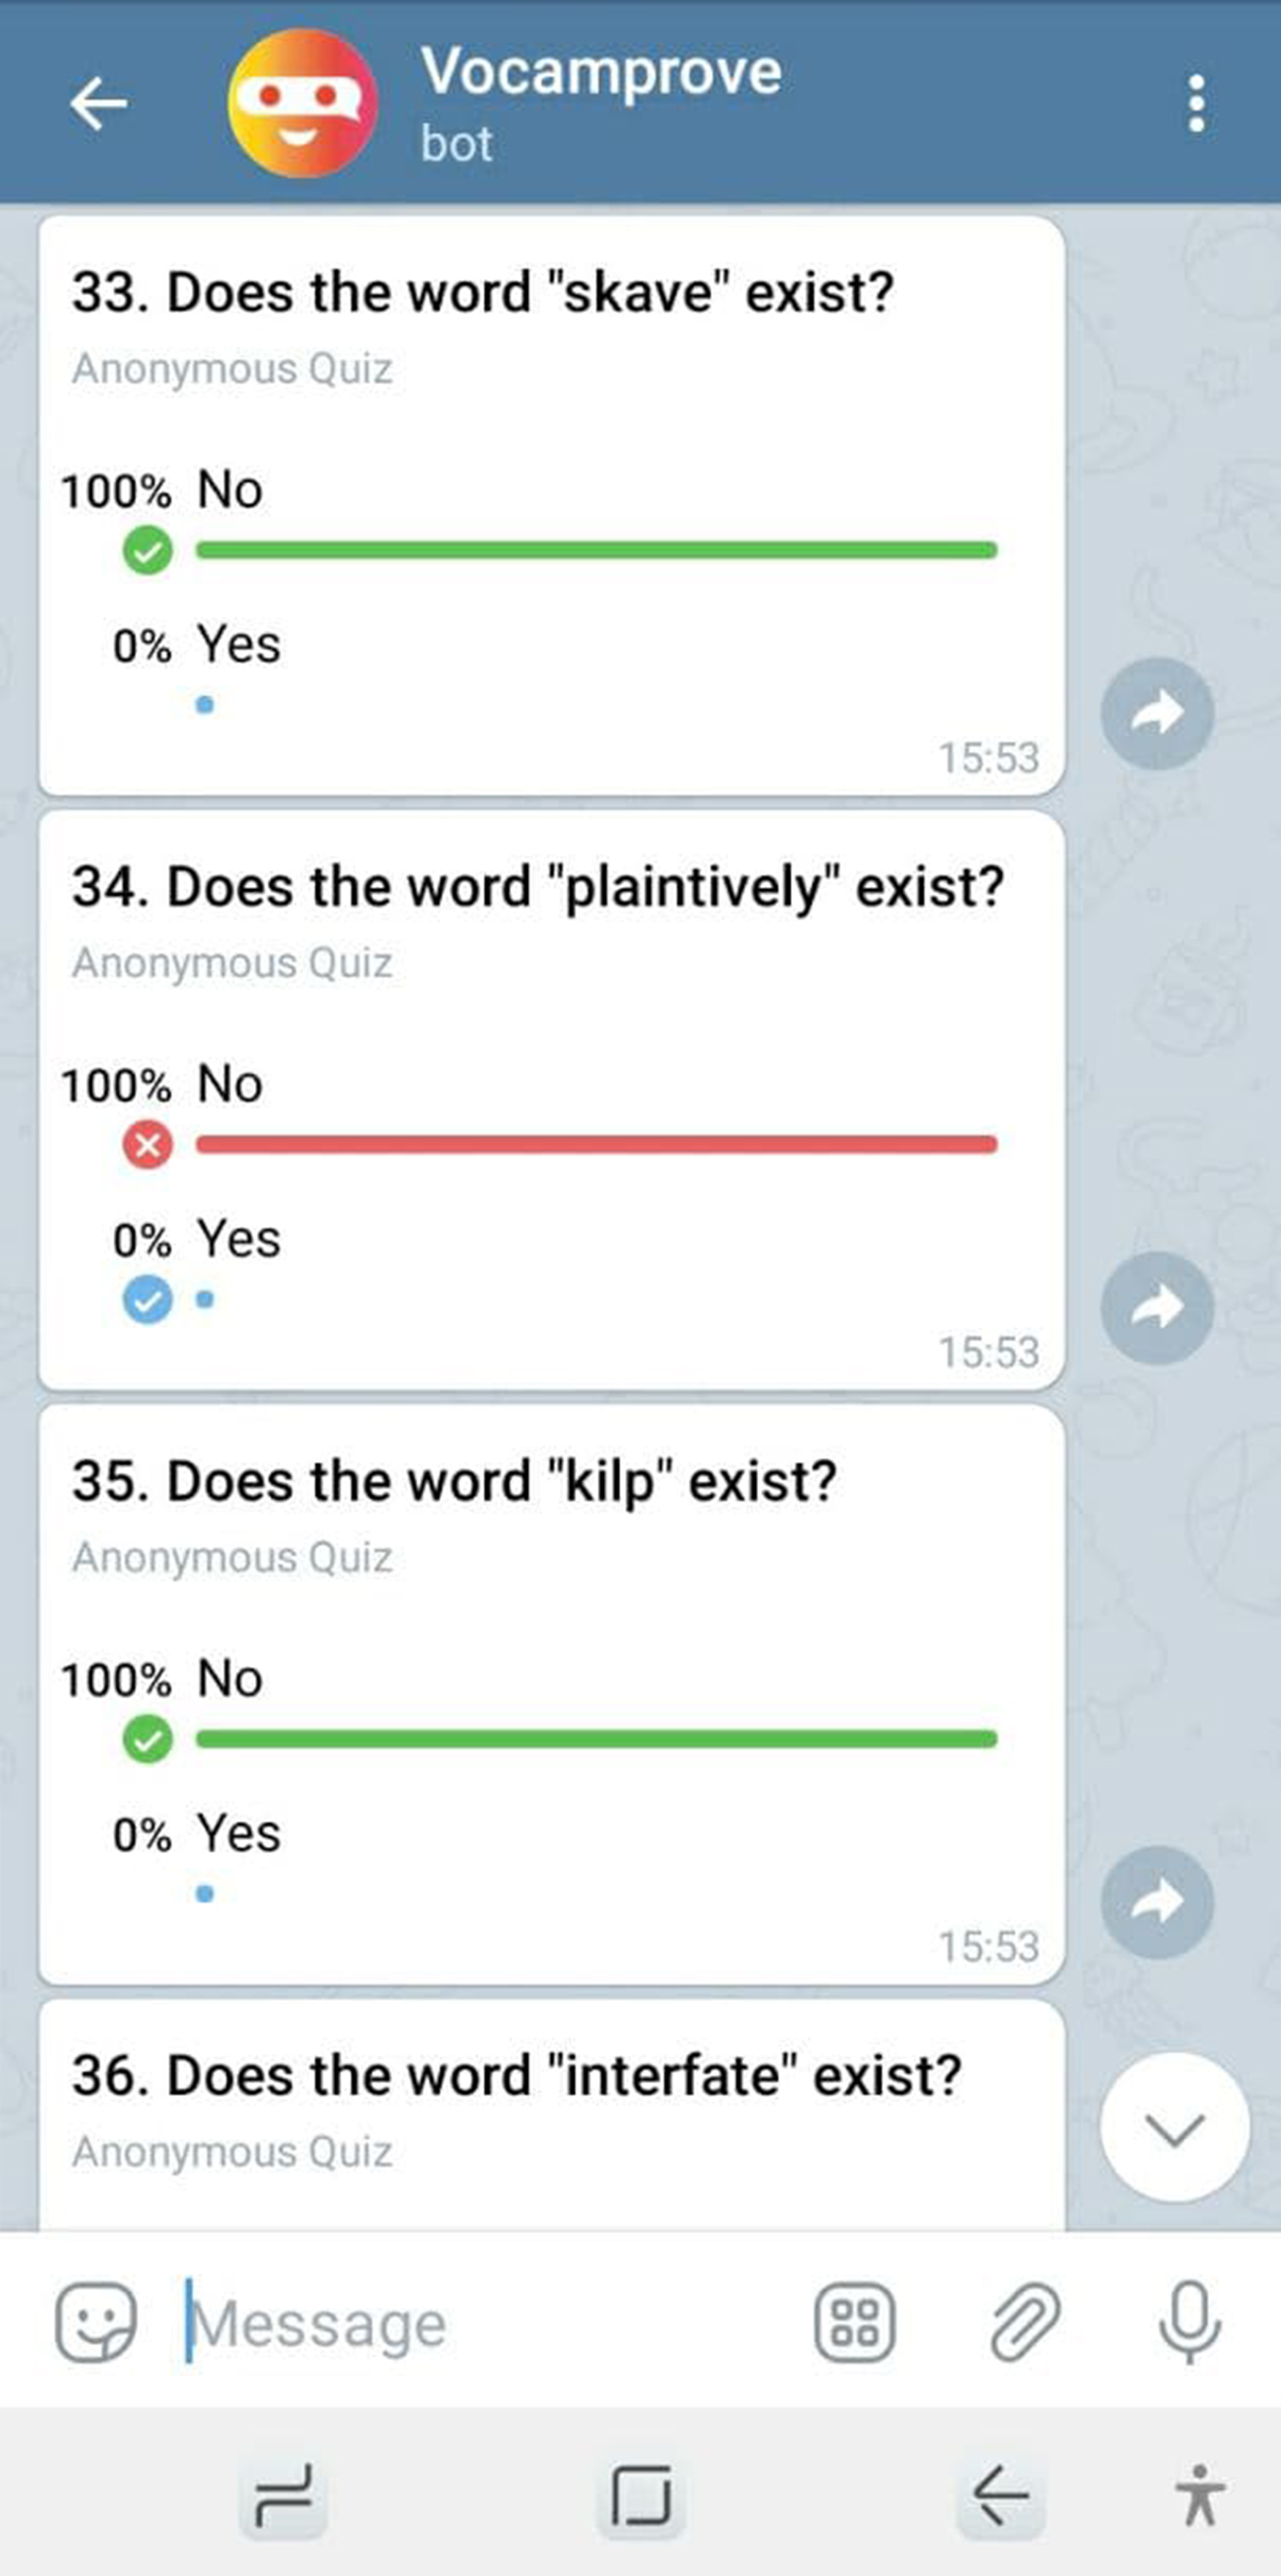 Vocamprove
bot
33. Does the word "skave" exist?
Anonymous Quiz
100% No
0% Yes
15:53
34. Does the word "plaintively" exist?
Anonymous Quiz
100% No
0% Yes
15:53
35. Does the word "kilp" exist?
Anonymous Quiz
100% No
0% Yes
15:53
36. Does the word "interfate" exist?
Anonymous Quiz
Message